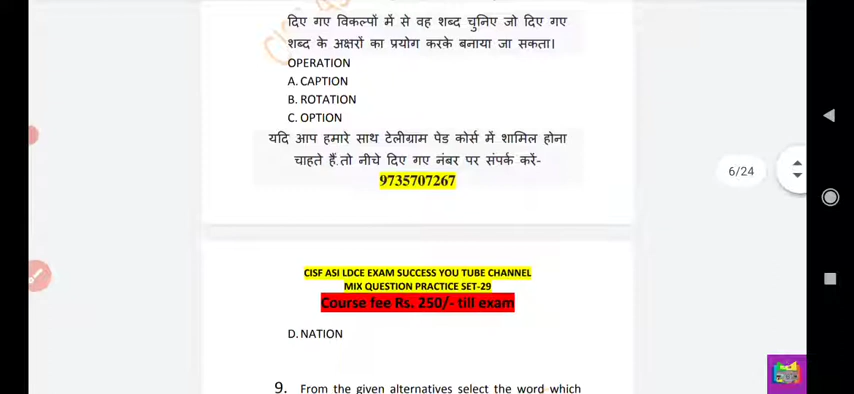 दिए गए विकल्पों में से वह शब्द चुनिए जो दिए गए
शब्द के अक्षरों का प्रयोग करके बनाया जा सकता।
OPERATION
A. CAPTION
B. ROTATION
C. OPTION
यदि आप हमारे साथ टेलीग्राम पेड कोर्स में शामिल होना
चाहते हैं.तो नीचे दिए गए नंबर पर संपर्क करें-
9735707267
6/24
CISF ASI LDCE EXAM SUCCESS YOU TUBE CHANNEL
MIX QUESTION PRACTICE SET-29
Course fee Rs. 250/- till exam
D. NATION
9. From the given alternatives select the word which